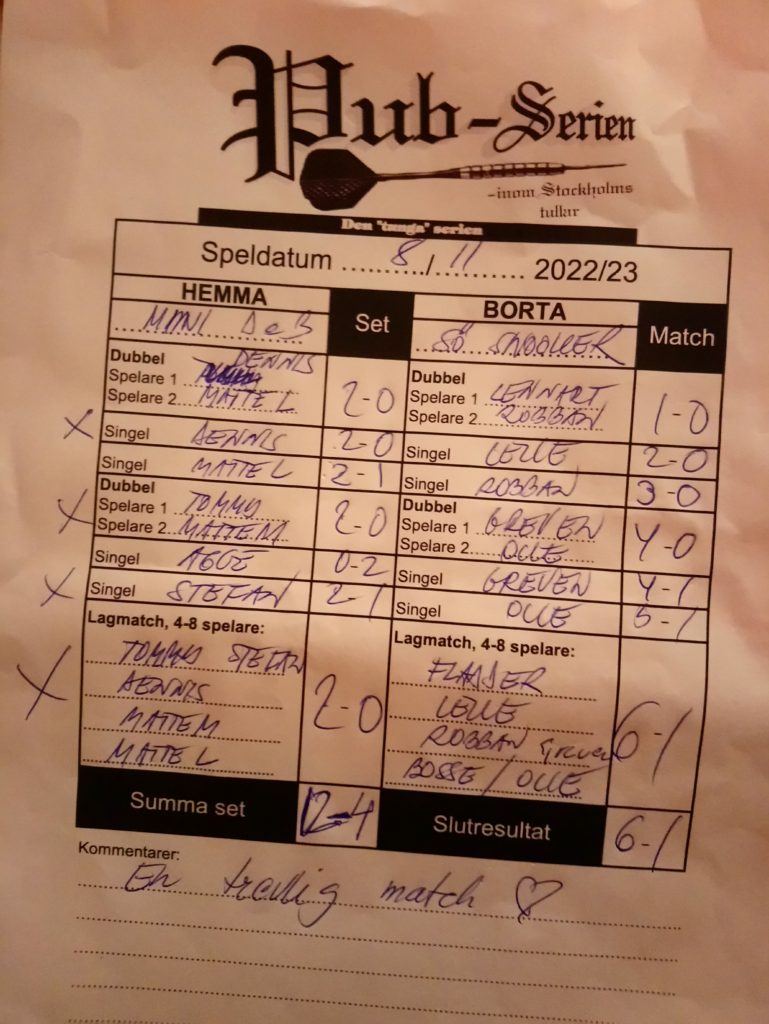 Pub-Serien
-inom Stockholms
tullar
Den "tunga" serien
Speldatum 8/11 2022/23
HEMMA Set BORTA Match
DeB
SÖ SNOOKER
Dubbel DENNIS
Spelare 1
Spelare 2 MATTE L
2-0
Dubbel
Spelare 1 LENNART
Spelare 2 ROBBAN
1-0
X Singel DENNIS 2-0 Singel LELLE 2-0
Singel MATTE L 2-1 Singel ROBBAN 3-0
X Dubbel
Spelare 1 TOMMY
Spelare 2 MATTE M
2-0
Dubbel
Spelare 1 GREVEN
Spelare 2 OLLE
4-0
Singel AGGE 0-2 Singel GREVEN 4-1
X Singel STEFAN 2-1 Singel OLLE 5-1
Lagmatch, 4-8 spelare:
TOMMY STEFAN
DENNIS
X MATTE M
MATTE L
2-0
Lagmatch, 4-8 spelare:
FLADDER
LELLE
ROBBAN Greven
BOSSE / OLLE
6-1
Summa set 12-4 Slutresultat 6-1
Kommentarer:
En trevlig match ♡